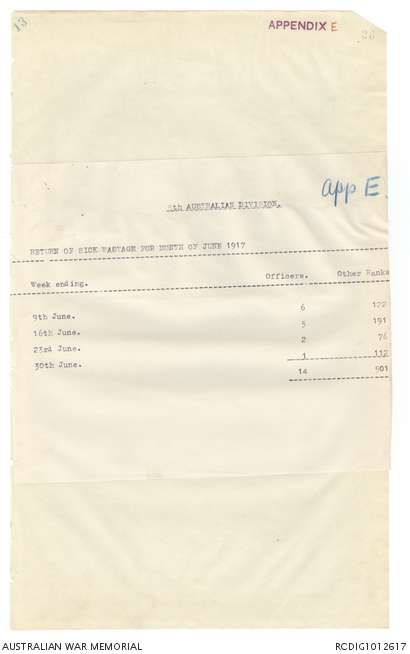 13
APPENDIX E
26
app E.
5th AUSTRALIAN DIVISION.
RETURN OF SICK WASTAGE FOR MONTH OF JUNE 1917
Week ending. Officers. Other Ranks
9th June. 6 122
16th June. 5 191
23rd June. 2 76
30th June. 1 112
14 501
AUSTRALIAN WAR MEMORIAL RCDIG1012617